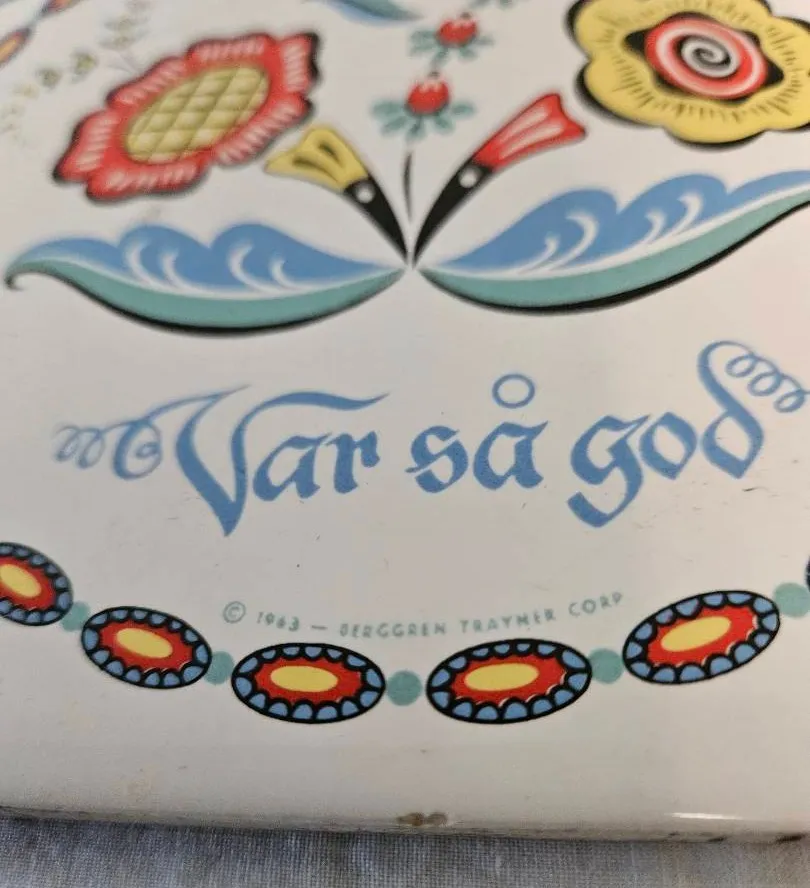 Var så god
© 1963 — BERGGREN TRAYNER CORP